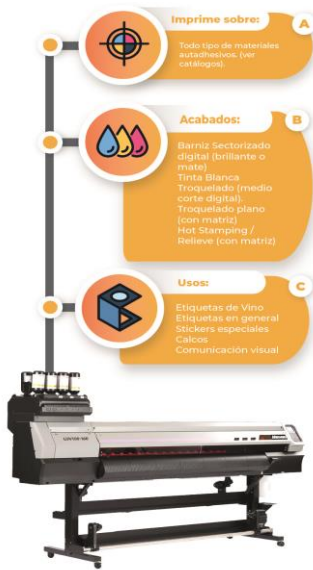 Imprime sobre:
A
Todo tipo de materiales
autadhesivos. (ver
catálogos).
Acabados:
B
Barniz Sectorizado
digital (brillante o
mate)
Tinta Blanca
Troquelado (medio
corte digital).
Troquelado plano
(con matriz)
Hot Stamping /
Relieve (con matriz)
Usos:
C
Etiquetas de Vino
Etiquetas en general
Stickers especiales
Calcos
Comunicación visual